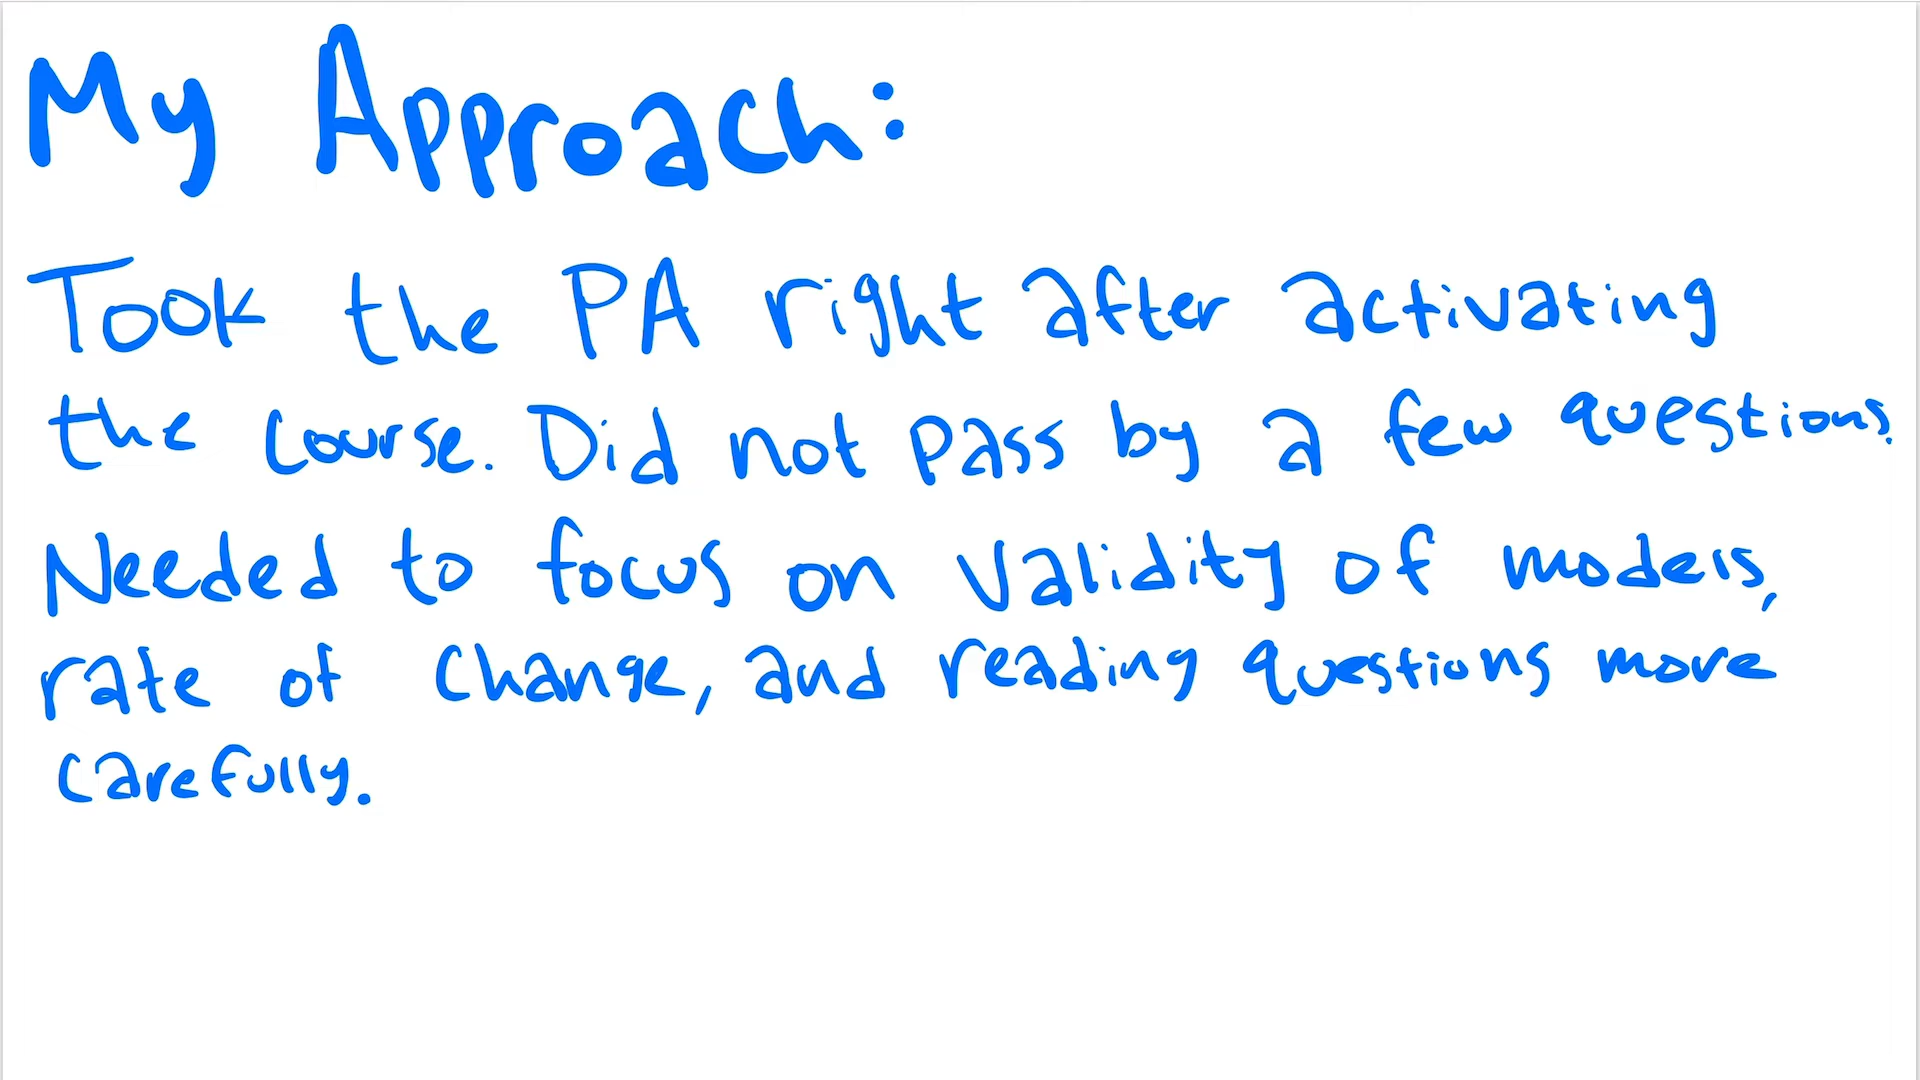 My Approach:
Took the PA right after activating
the course. Did not pass by a few questions.
Needed to focus on validity of models,
rate of change, and reading questions more
carefully.